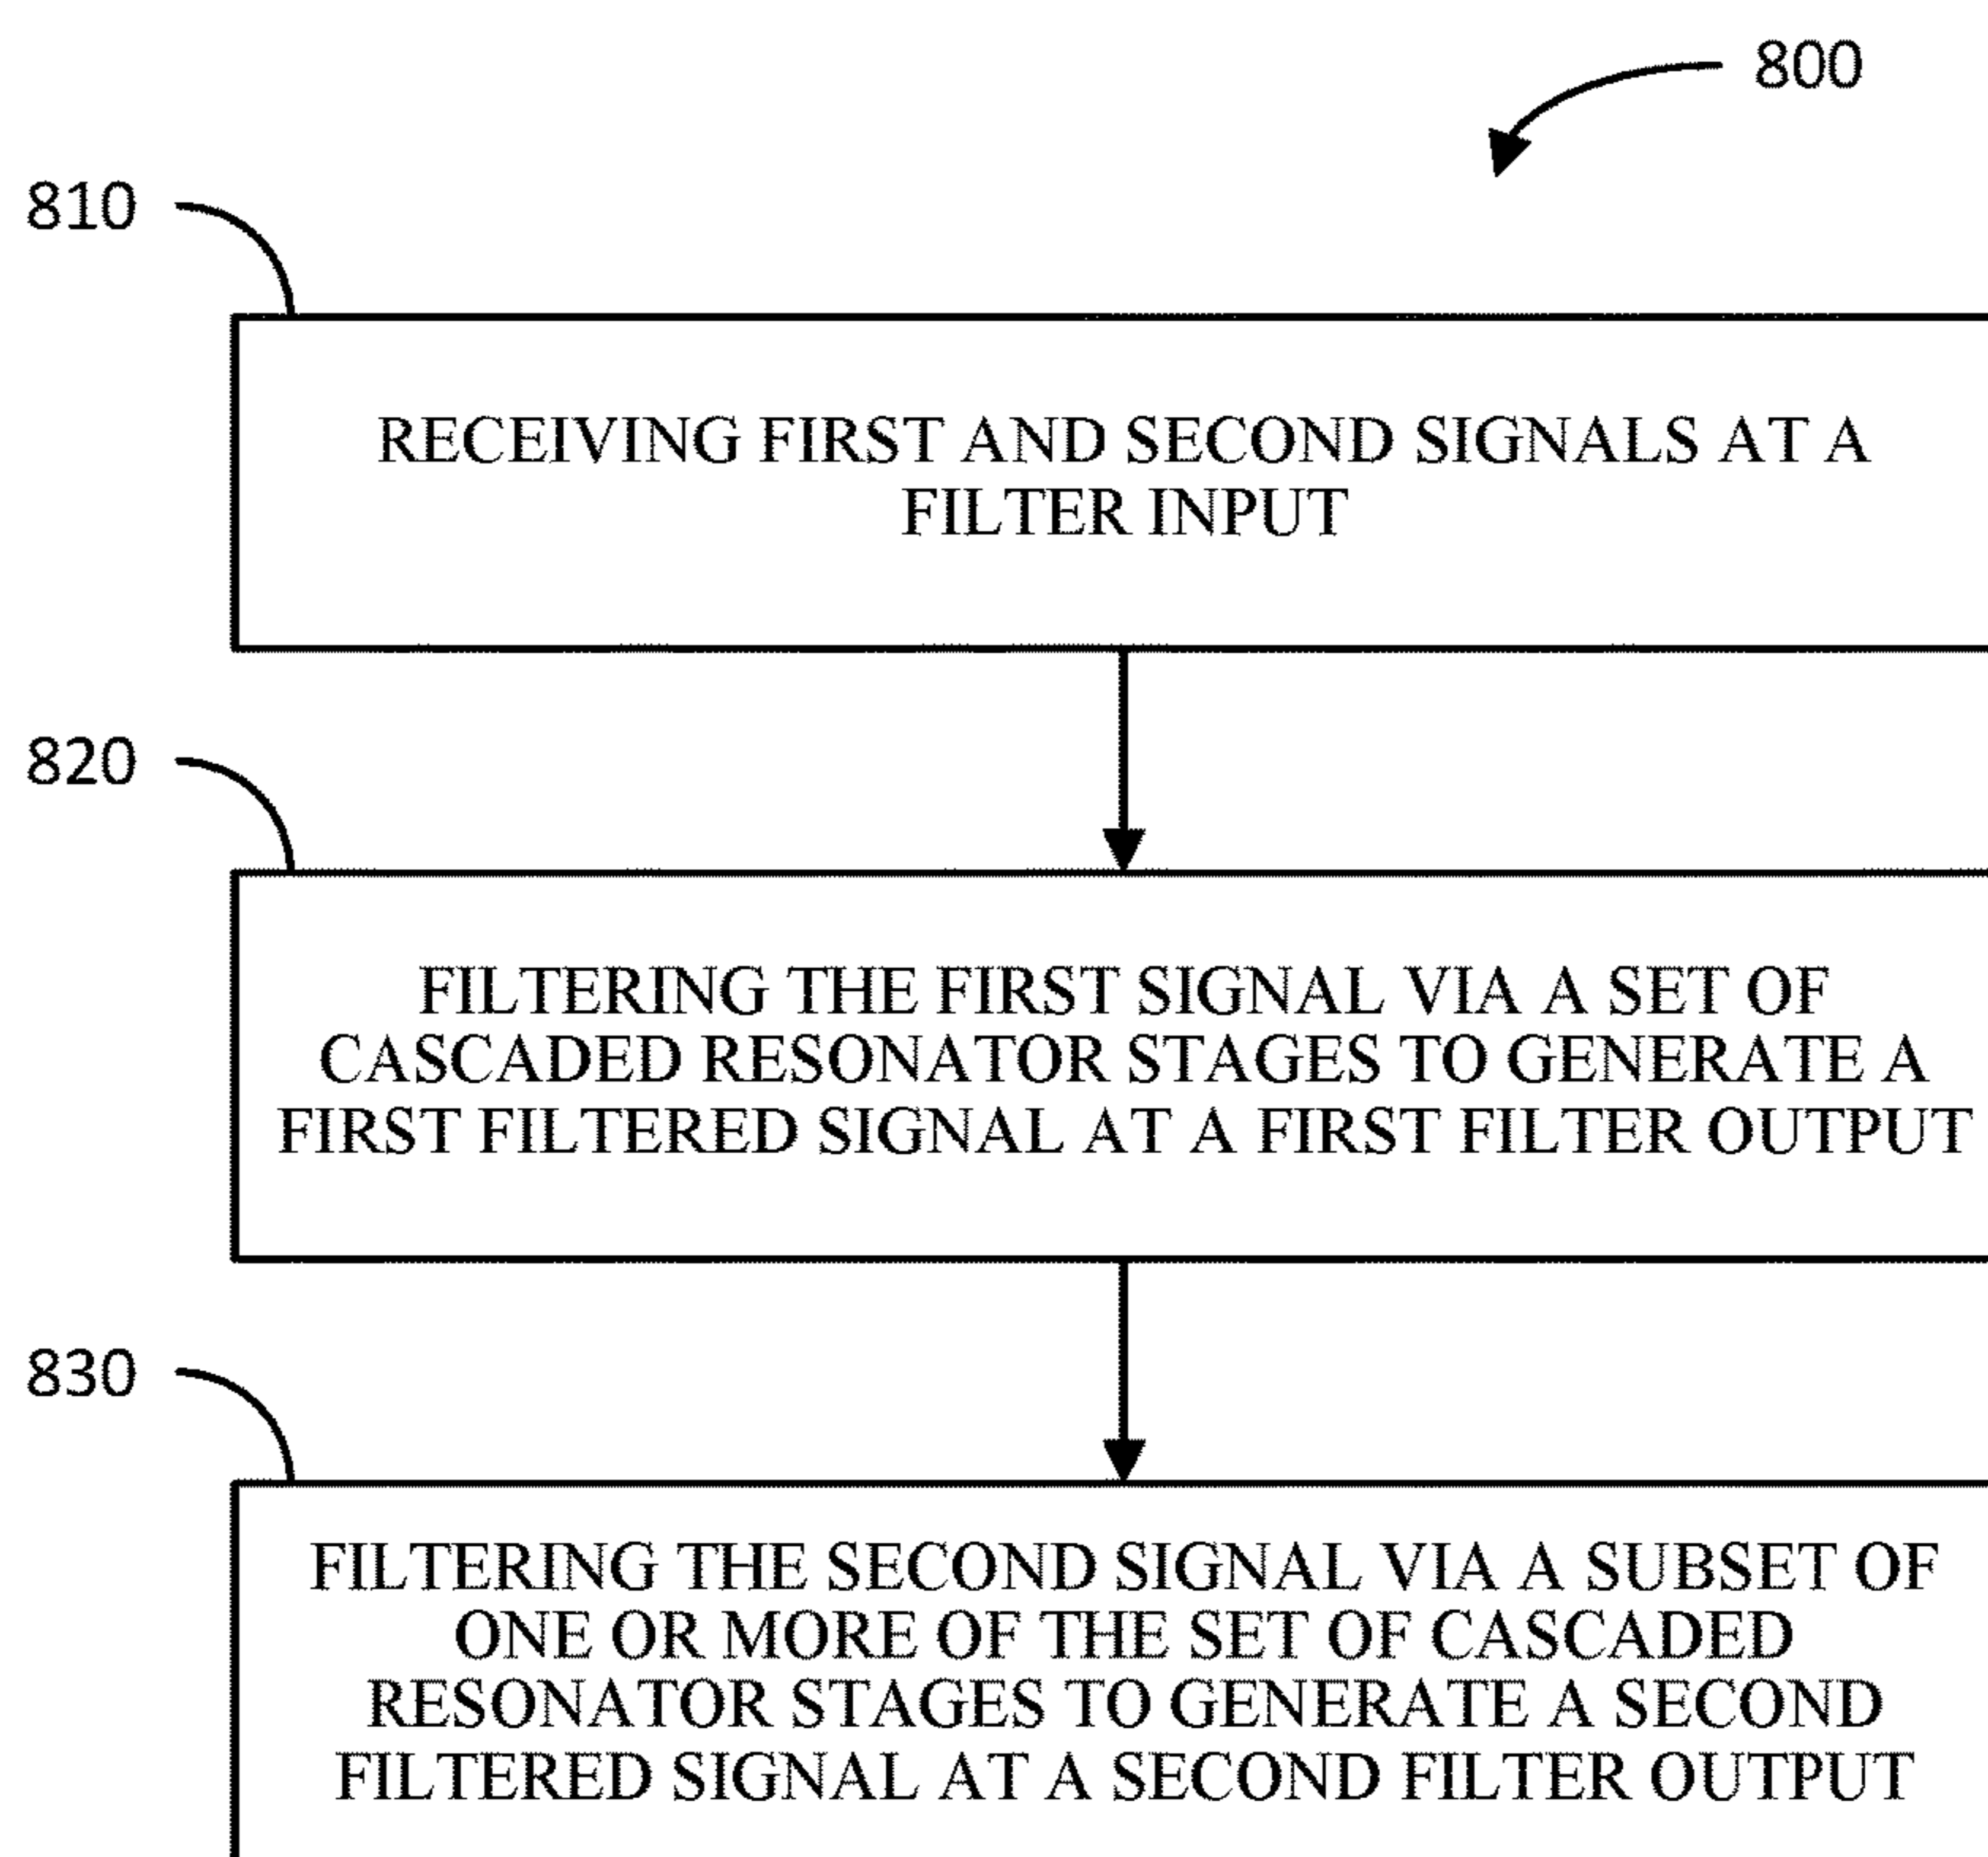 800
810
RECEIVING FIRST AND SECOND SIGNALS AT A
FILTER INPUT
820
FILTERING THE FIRST SIGNAL VIA A SET OF
CASCADED RESONATOR STAGES TO GENERATE A
FIRST FILTERED SIGNAL AT A FIRST FILTER OUTPUT
830
FILTERING THE SECOND SIGNAL VIA A SUBSET OF
ONE OR MORE OF THE SET OF CASCADED
RESONATOR STAGES TO GENERATE A SECOND
FILTERED SIGNAL AT A SECOND FILTER OUTPUT